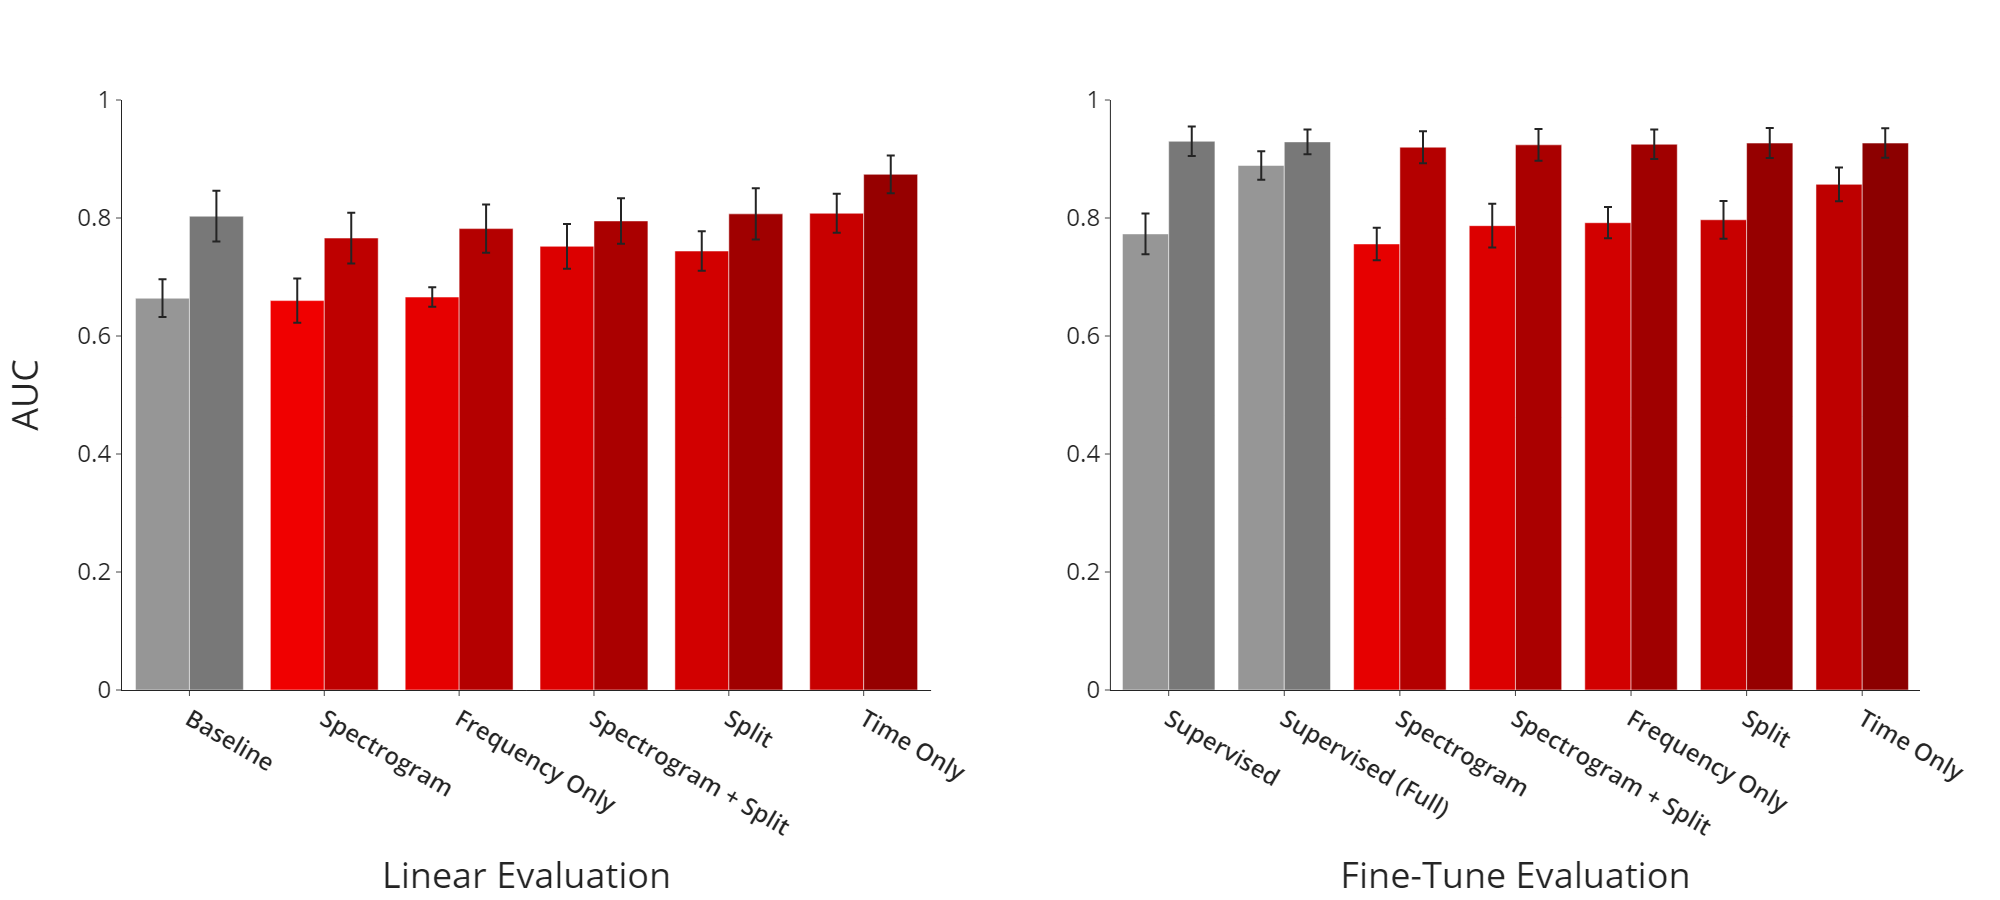 AUC
1
0.8
0.6
0.4
0.2
0
Baseline
Spectrogram
Frequency Only
Spectrogram + Split
Split
Time Only
Linear Evaluation
1
0.8
0.6
0.4
0.2
0
Supervised
Supervised (Full)
Spectrogram
Spectrogram + Split
Frequency Only
Split
Time Only
Fine-Tune Evaluation